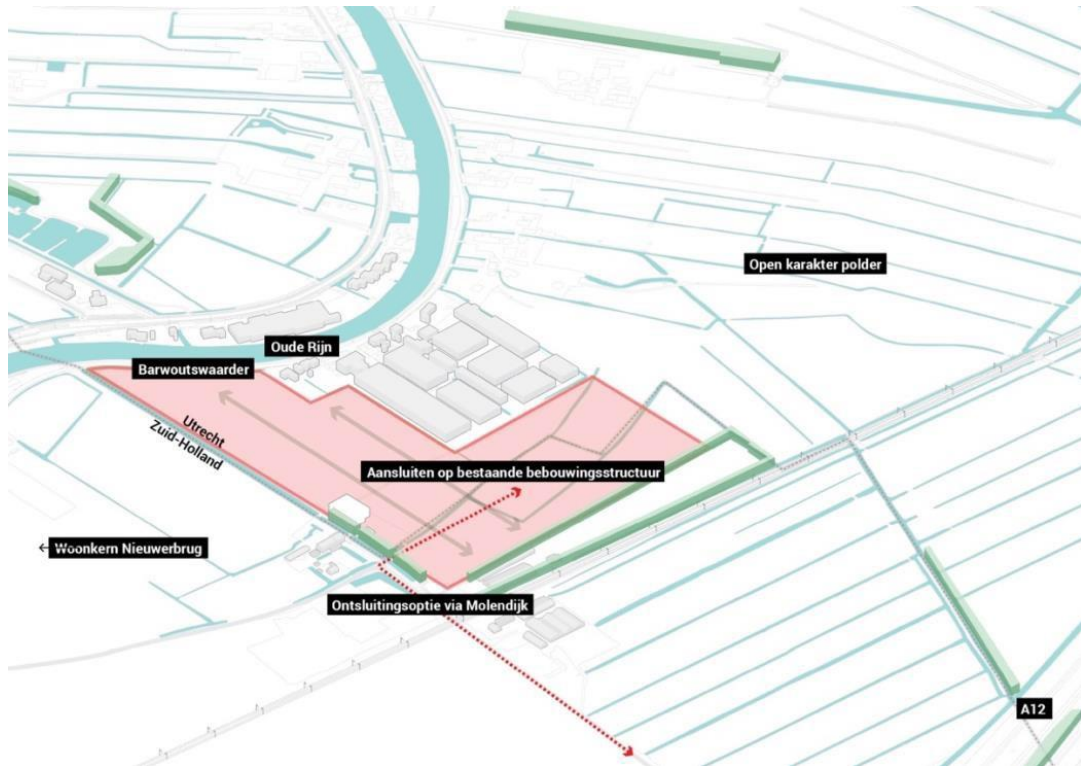 Open karakter polder
Oude Rijn
Barwoutswaarder
Utrecht
Zuid-Holland
Aansluiten op bestaande bebouwingsstructuur
← Woonkern Nieuwerbrug
Ontsluitingsoptie via Molendijk
A12